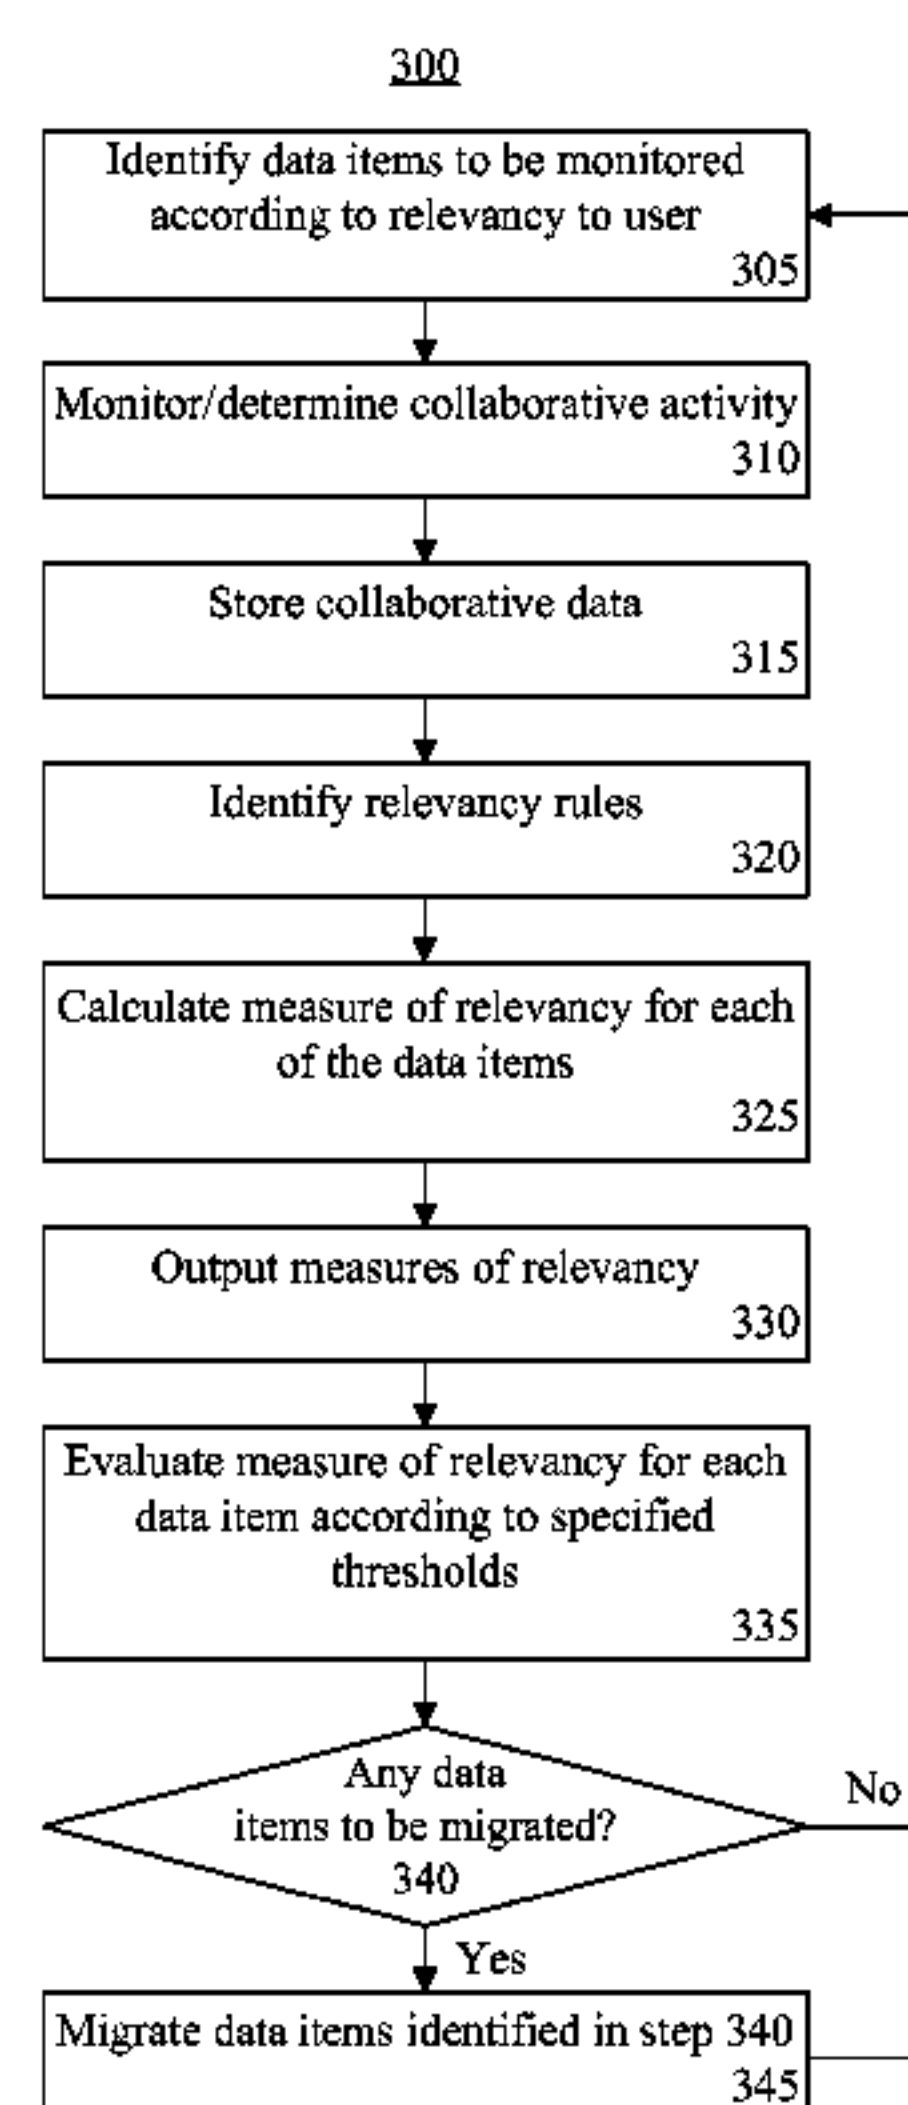 300
Identify data items to be monitored
according to relevancy to user
305
Monitor/determine collaborative activity
310
Store collaborative data
315
Identify relevancy rules
320
Calculate measure of relevancy for each
of the data items
325
Output measures of relevancy
330
Evaluate measure of relevancy for each
data item according to specified
thresholds
335
Any data
items to be migrated?
340
No
Yes
Migrate data items identified in step 340
345